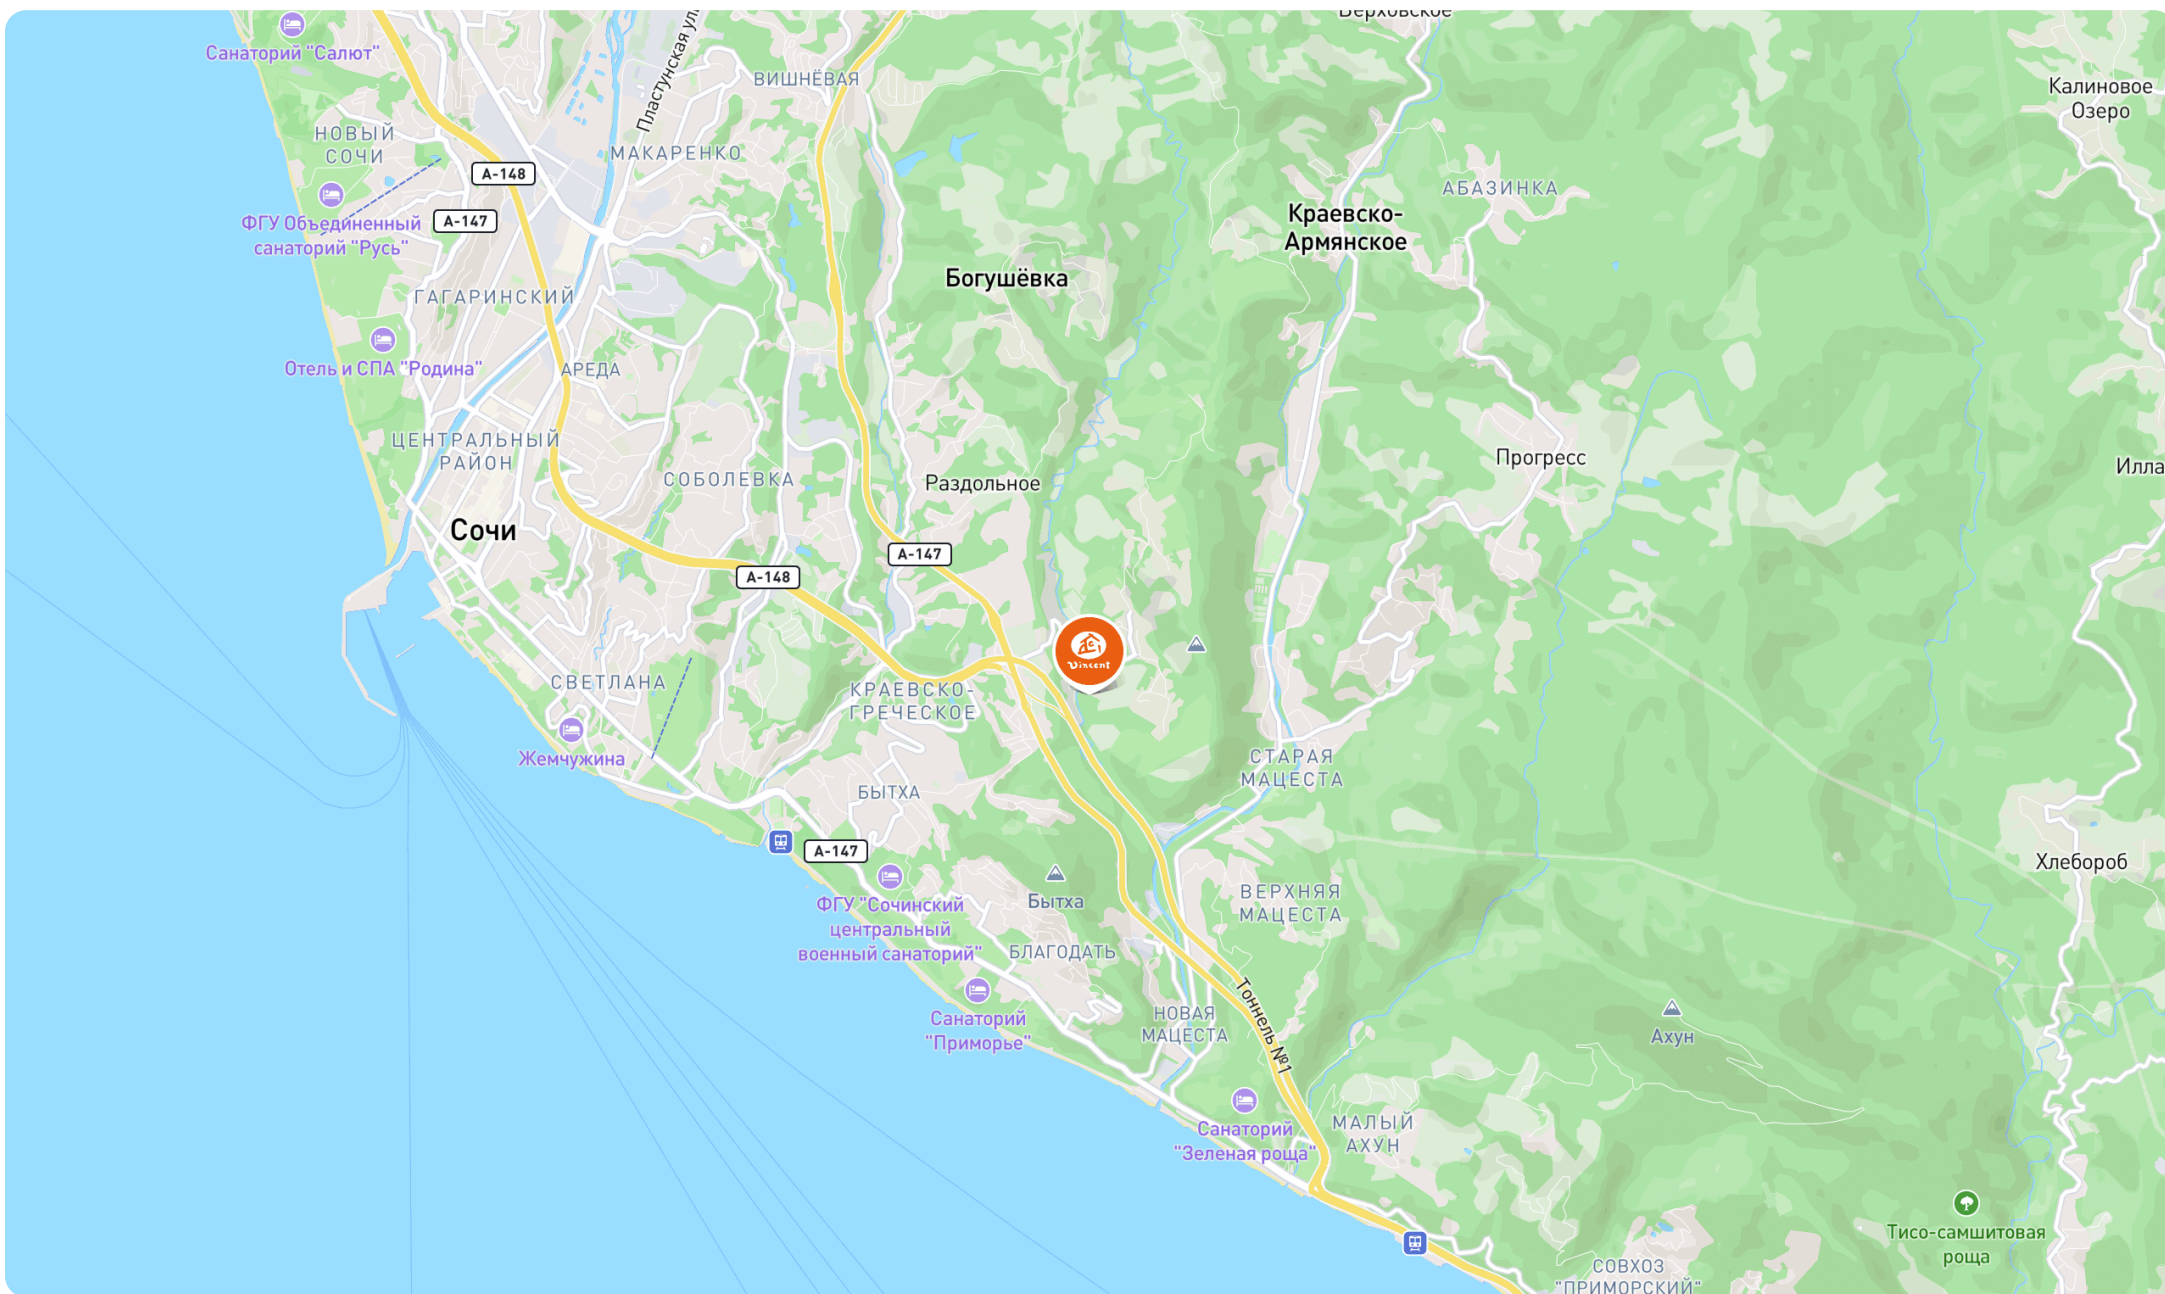 Верховское
Санаторий "Салют"
Пластунская ул
ВИШНЁВАЯ
Калиновое
Озеро
НОВЫЙ
СОЧИ
МАКАРЕНКО
А-148
АБАЗИНКА
ФГУ Объединенный
санаторий "Русь"
А-147
Краевско-
Армянское
Богушёвка
ГАГАРИНСКИЙ
Отель и СПА "Родина"
АРЕДА
ЦЕНТРАЛЬНЫЙ
РАЙОН
СОБОЛЕВКА
Раздольное
Прогресс
Илла
Сочи
А-147
А-148
Vincent
СВЕТЛАНА
КРАЕВСКО-
ГРЕЧЕСКОЕ
Жемчужина
СТАРАЯ
МАЦЕСТА
БЫТХА
А-147
Хлебороб
ФГУ "Сочинский
центральный
военный санаторий"
Бытха
ВЕРХНЯЯ
МАЦЕСТА
БЛАГОДАТЬ
Санаторий
"Приморье"
НОВАЯ
МАЦЕСТА
Тоннель №1
Ахун
Санаторий
"Зеленая роща"
МАЛЫЙ
АХУН
Тисо-самшитовая
роща
СОВХОЗ
"ПРИМОРСКИЙ"